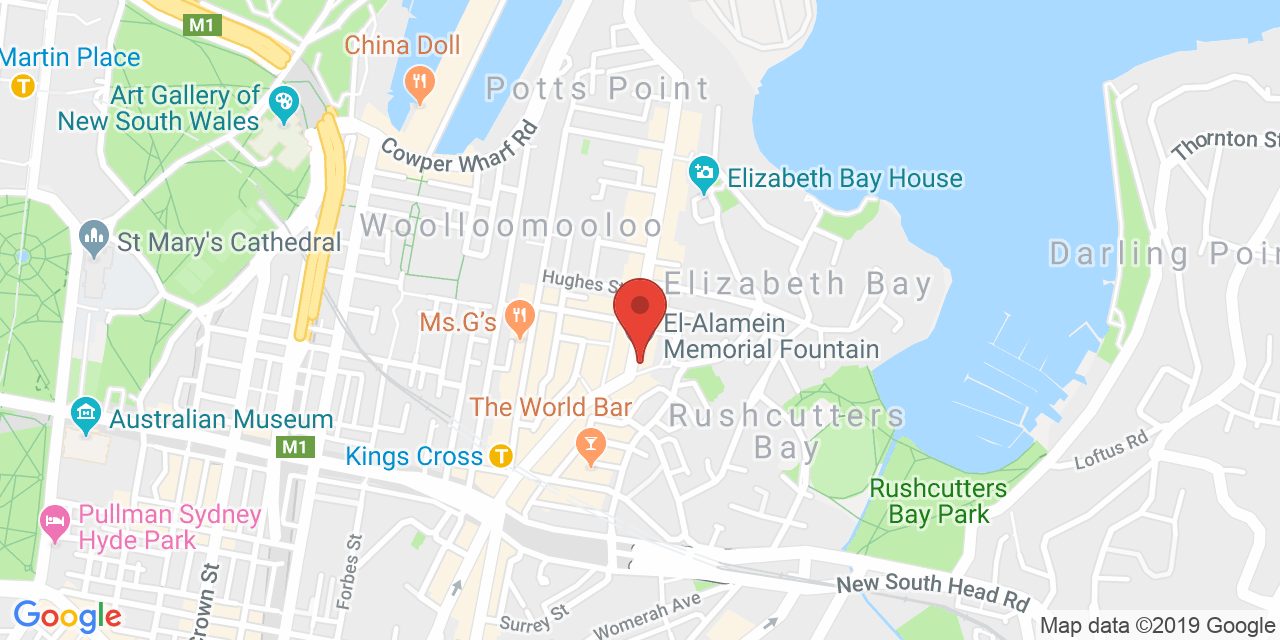 M1
Martin Place
T
China Doll
Potts Point
Art Gallery of
New South Wales
Cowper Wharf Rd
Thornton St
Elizabeth Bay House
Woolloomooloo
St Mary's Cathedral
Darling Poin
Hughes St
Elizabeth Bay
Ms.G's
El-Alamein
Memorial Fountain
The World Bar
Rushcutters
Bay
Australian Museum
M1
Kings Cross
T
Loftus Rd
Rushcutters
Bay Park
Pullman Sydney
Hyde Park
Forbes St
Crown St
New South Head Rd
Surrey St
Womerah Ave
Google
Map data ©2019 Google